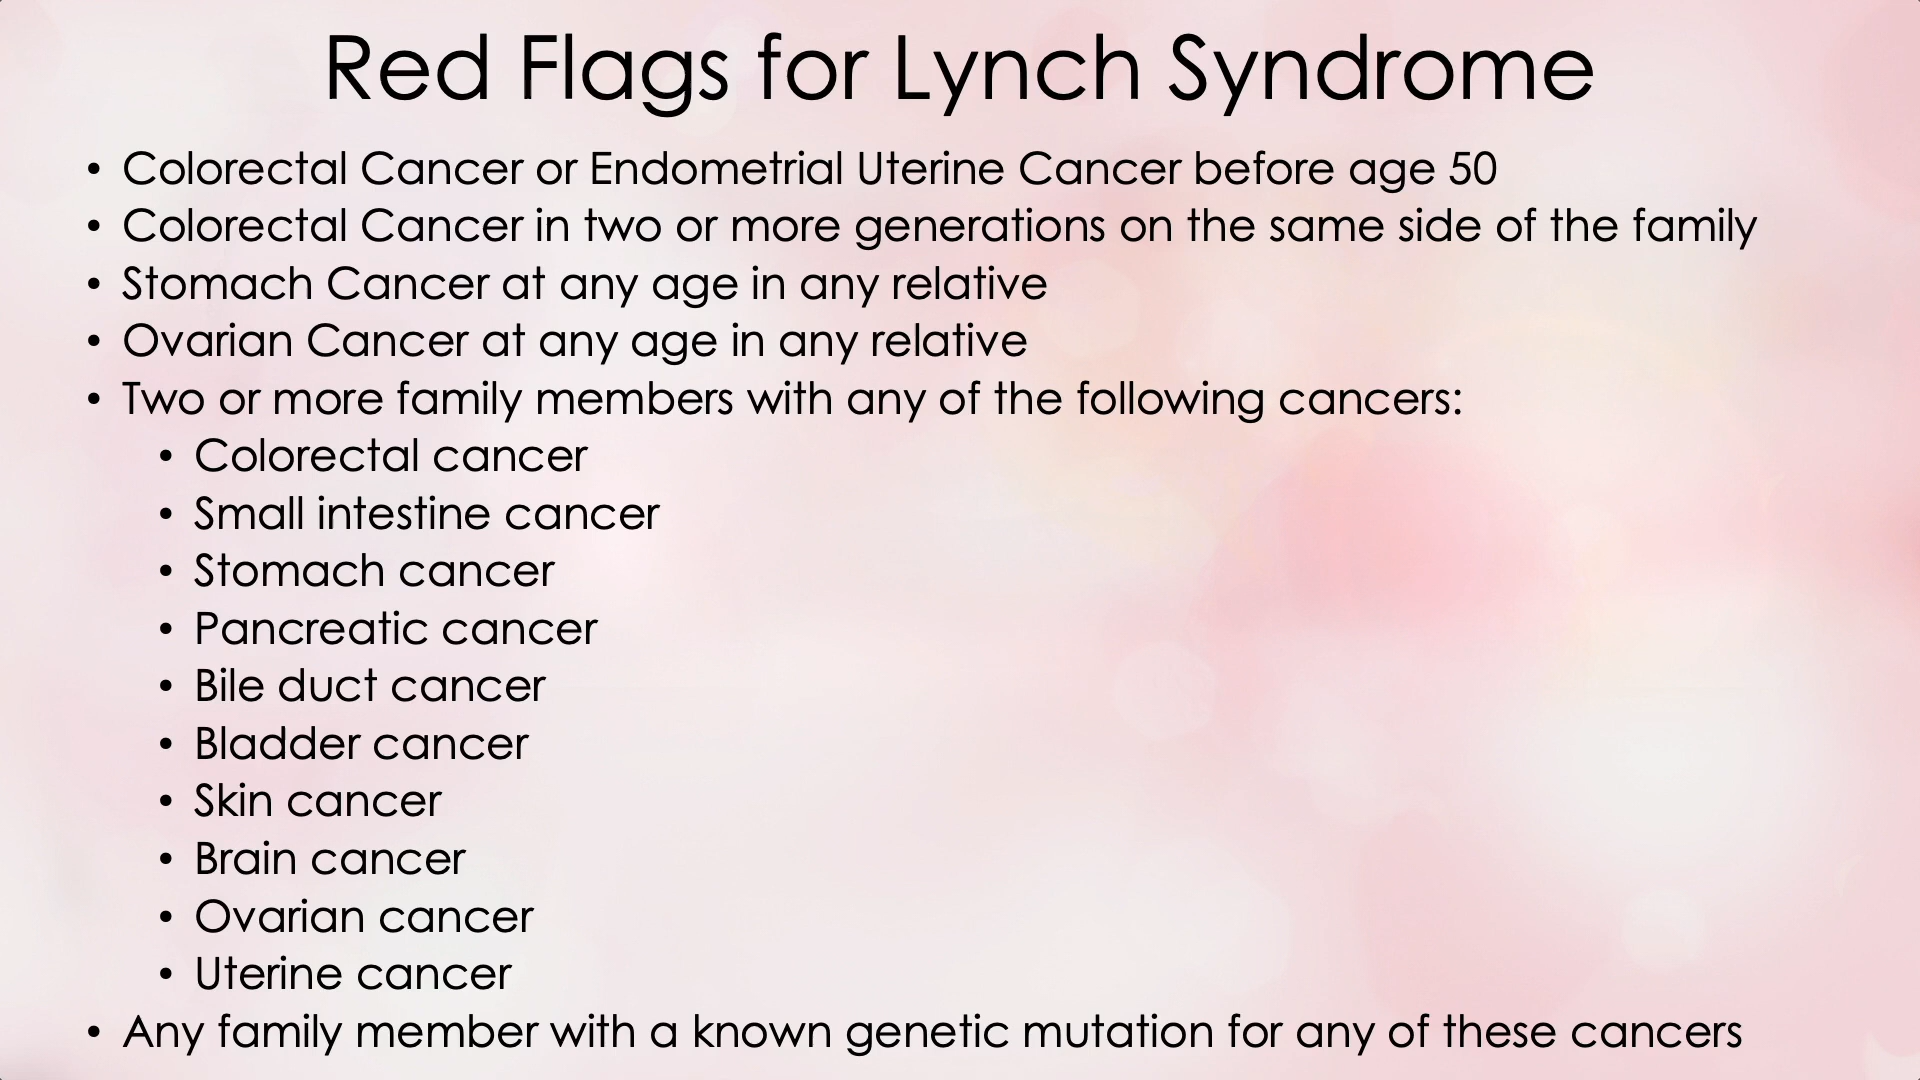 Red Flags for Lynch Syndrome
• Colorectal Cancer or Endometrial Uterine Cancer before age 50
• Colorectal Cancer in two or more generations on the same side of the family
• Stomach Cancer at any age in any relative
• Ovarian Cancer at any age in any relative
• Two or more family members with any of the following cancers:
• Colorectal cancer
• Small intestine cancer
• Stomach cancer
• Pancreatic cancer
• Bile duct cancer
• Bladder cancer
• Skin cancer
• Brain cancer
• Ovarian cancer
• Uterine cancer
• Any family member with a known genetic mutation for any of these cancers